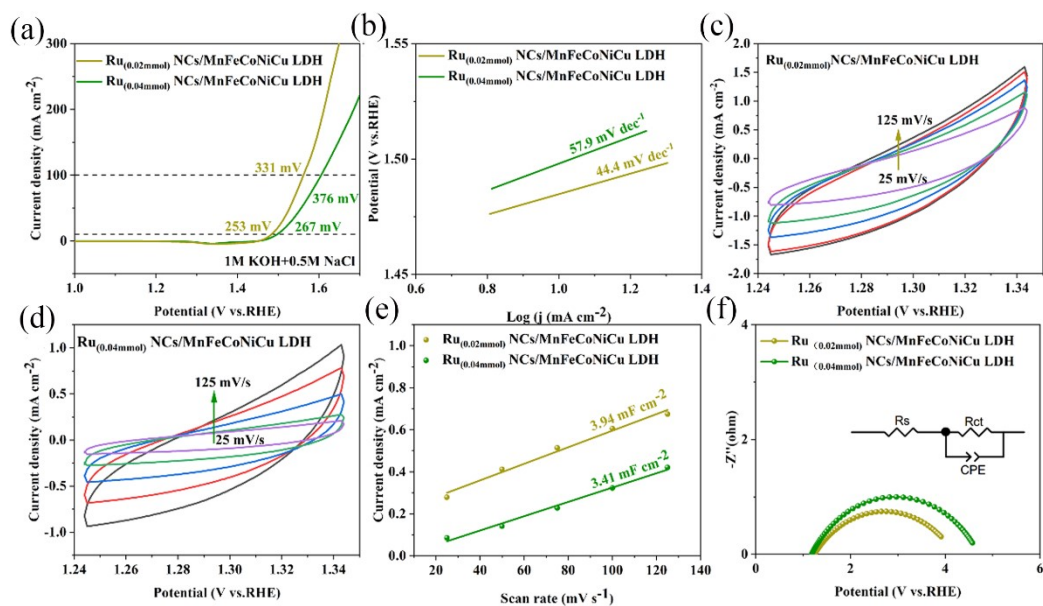 (a)
300
200
100
0
Current density (mA cm⁻²)
Ru(0.02mmol) NCs/MnFeCoNiCu LDH
Ru(0.04mmol) NCs/MnFeCoNiCu LDH
331 mV
376 mV
253 mV
267 mV
1M KOH+0.5M NaCl
1.0 1.2 1.4 1.6
Potential (V vs.RHE)
(b)
1.55
1.50
1.45
Potential (V vs.RHE)
Ru(0.02mmol) NCs/MnFeCoNiCu LDH
Ru(0.04mmol) NCs/MnFeCoNiCu LDH
57.9 mV dec⁻¹
44.4 mV dec⁻¹
0.4 0.6 0.8 1.0 1.2 1.4
Log (j (mA cm⁻²)
(c)
2.0
1.5
1.0
0.5
0.0
-0.5
-1.0
-1.5
-2.0
Current density (mA cm⁻²)
Ru(0.02mmol)NCs/MnFeCoNiCu LDH
125 mV/s
25 mV/s
1.24 1.26 1.28 1.30 1.32 1.34
Potential (V vs.RHE)
(d)
1.0
0.5
0.0
-0.5
-1.0
Current density (mA cm⁻²)
Ru(0.04mmol) NCs/MnFeCoNiCu LDH
125 mV/s
25 mV/s
1.24 1.26 1.28 1.30 1.32 1.34
Potential (V vs.RHE)
(e)
1.0
0.8
0.6
0.4
0.2
0.0
Current density (mA cm⁻²)
Ru(0.02mmol) NCs/MnFeCoNiCu LDH
Ru(0.04mmol) NCs/MnFeCoNiCu LDH
3.94 mF cm⁻²
3.41 mF cm⁻²
20 40 60 80 100 120 140
Scan rate (mV s⁻¹)
(f)
4
2
0
-Z''(ohm)
Ru（0.02mmol) NCs/MnFeCoNiCu LDH
Ru（0.04mmol) NCs/MnFeCoNiCu LDH
Rs
Rct
CPE
0 2 4 6
Potential (V vs.RHE)